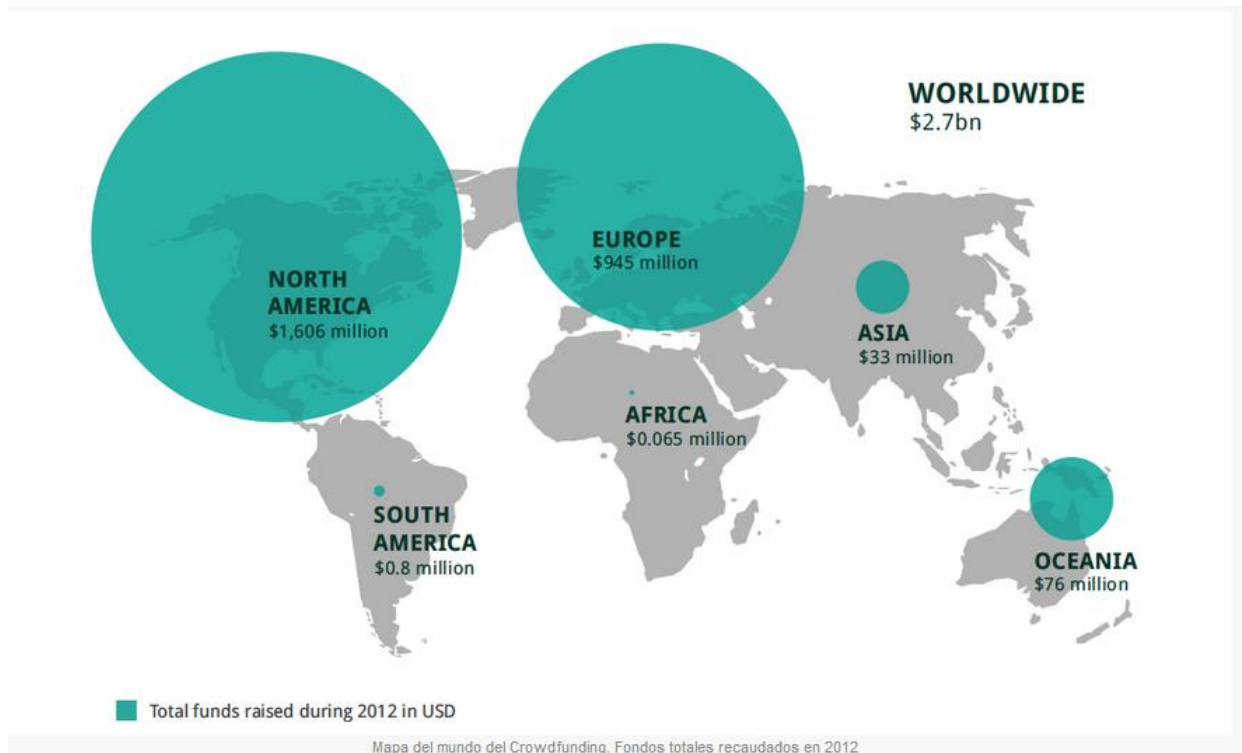 WORLDWIDE
$2.7bn
EUROPE
$945 million
NORTH
AMERICA
$1,606 million
ASIA
$33 million
AFRICA
$0.065 million
SOUTH
AMERICA
$0.8 million
OCEANIA
$76 million
Total funds raised during 2012 in USD
Mapa del mundo del Crowdfunding. Fondos totales recaudados en 2012